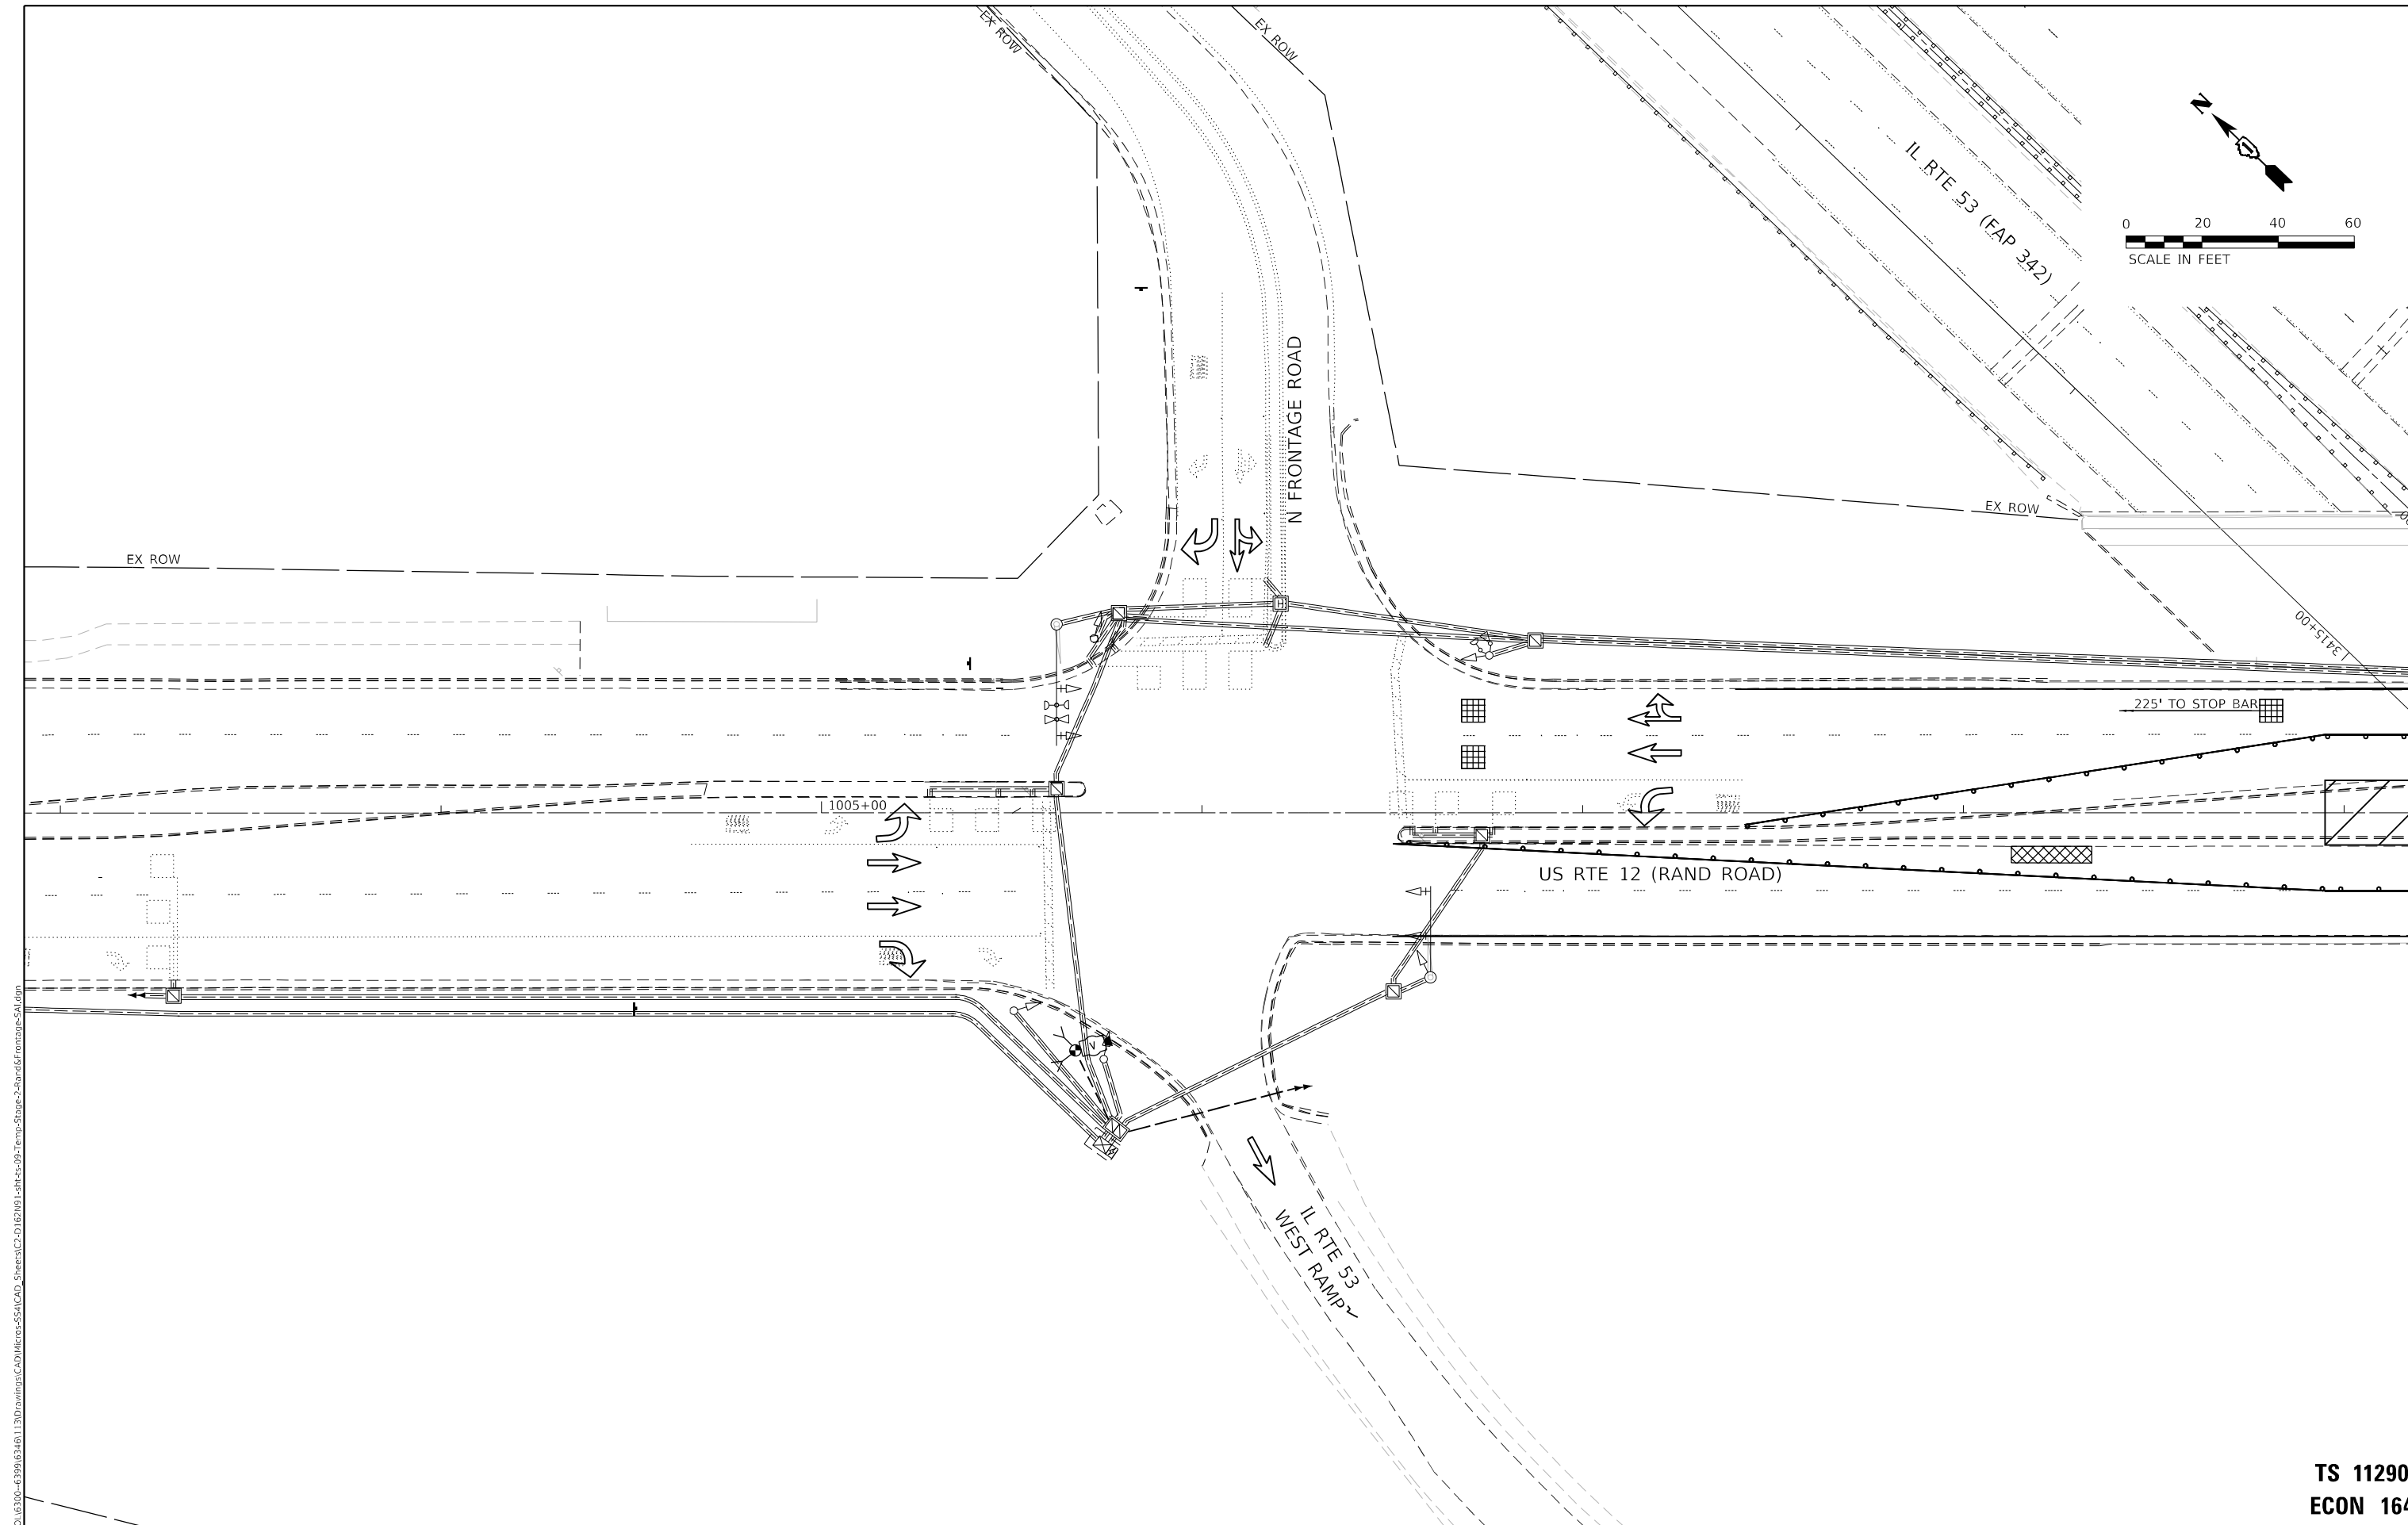 EX ROW
EX ROW
N
IL RTE 53 (FAP 342)
0 20 40 60
SCALE IN FEET
N FRONTAGE ROAD
EX ROW
EX ROW
3415+00
225' TO STOP BAR
1005+00
US RTE 12 (RAND ROAD)
IL RTE 53
WEST RAMP
TS 11290
ECON 164